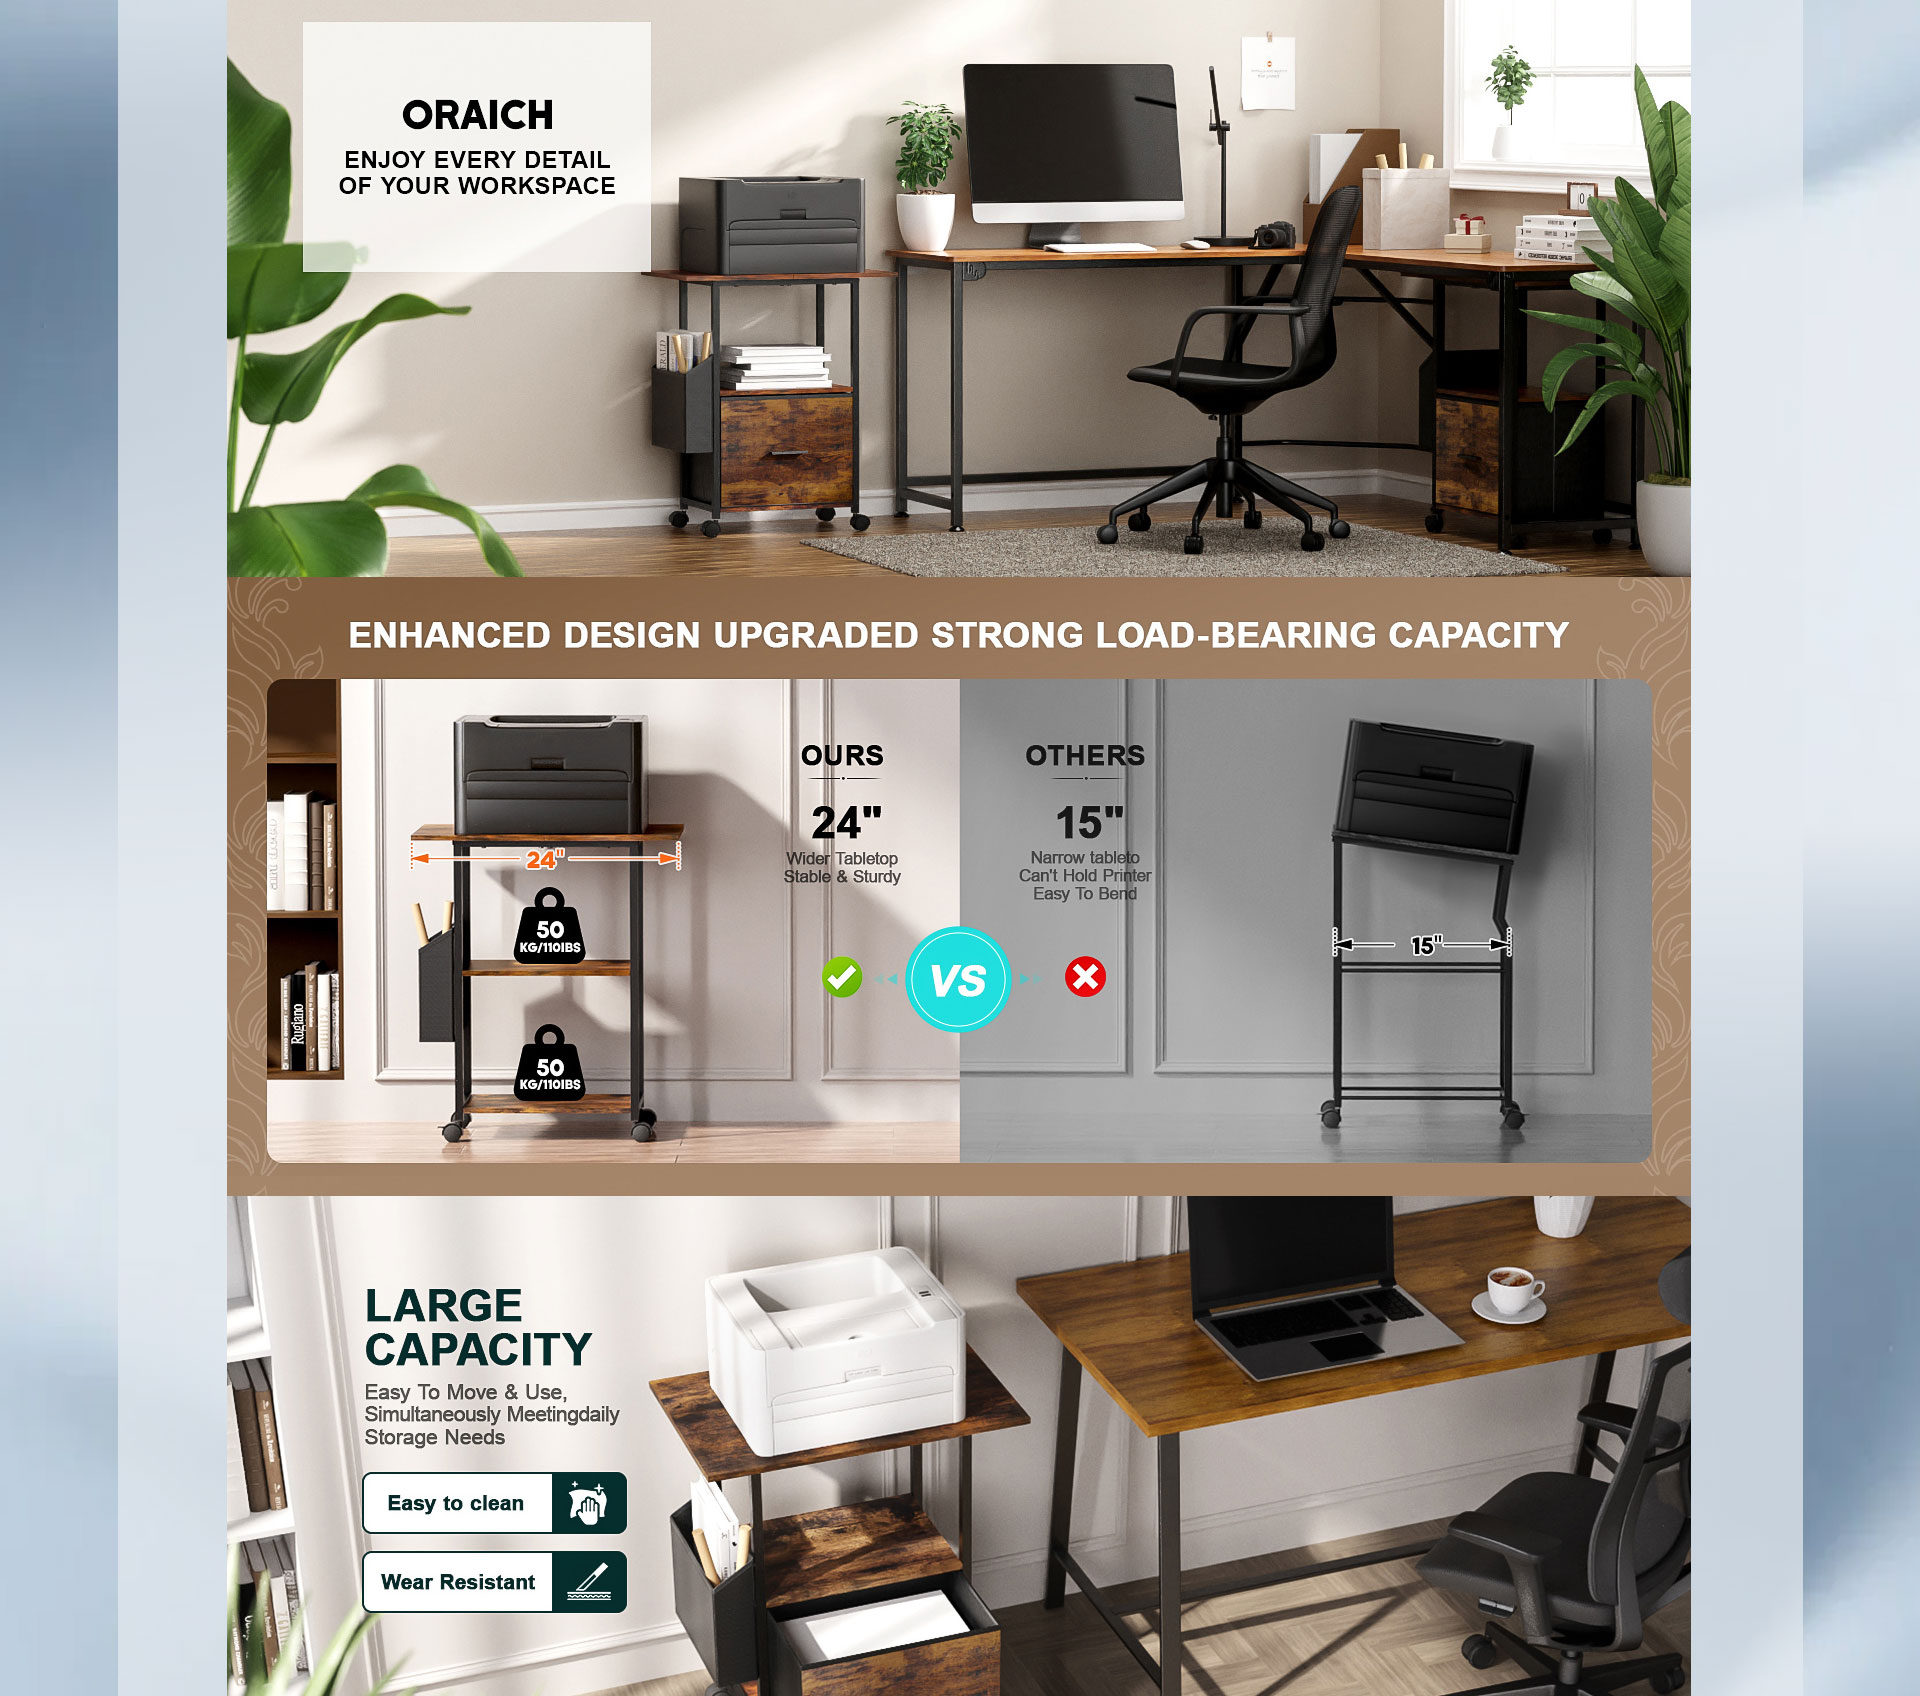 ORAICH
ENJOY EVERY DETAIL
OF YOUR WORKSPACE
ENHANCED DESIGN UPGRADED STRONG LOAD-BEARING CAPACITY
OURS
24"
Wider Tabletop
Stable & Sturdy
OTHERS
15"
Narrow tableto
Can't Hold Printer
Easy To Bend
24"
50
KG/110IBS
50
KG/110IBS
VS
15"
Rugiano
LARGE
CAPACITY
Easy To Move & Use,
Simultaneously Meetingdaily
Storage Needs
Easy to clean
Wear Resistant